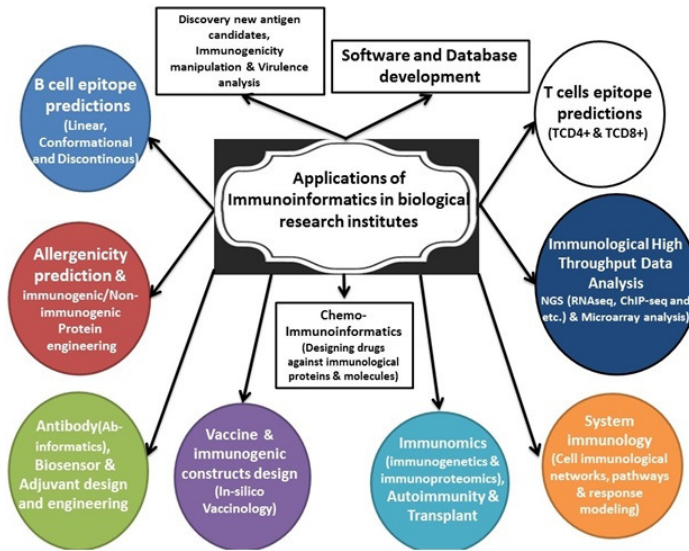 Discovery new antigen
candidates,
Immunogenicity
manipulation & Virulence
analysis
Software and Database
development
B cell epitope
predictions
(Linear,
Conformational
and Discontinous)
T cells epitope
predictions
(TCD4+ & TCD8+)
Applications of
Immunoinformatics in biological
research institutes
Allergenicity
prediction &
immunogenic/Non-
immunogenic
Protein
engineering
Immunological High
Throughput Data
Analysis
NGS (RNAseq, ChIP-seq and
etc.) & Microarray analysis)
Chemo-
Immunoinformatics
(Designing drugs
against immunological
proteins & molecules)
Antibody(Ab-
informatics),
Biosensor &
Adjuvant design
and engineering
Vaccine &
immunogenic
constructs design
(In-silico
Vaccinology)
Immunomics
(immunogenetics &
immunoproteomics),
Autoimmunity &
Transplant
System
immunology
(Cell immunological
networks, pathways
& response
modeling)